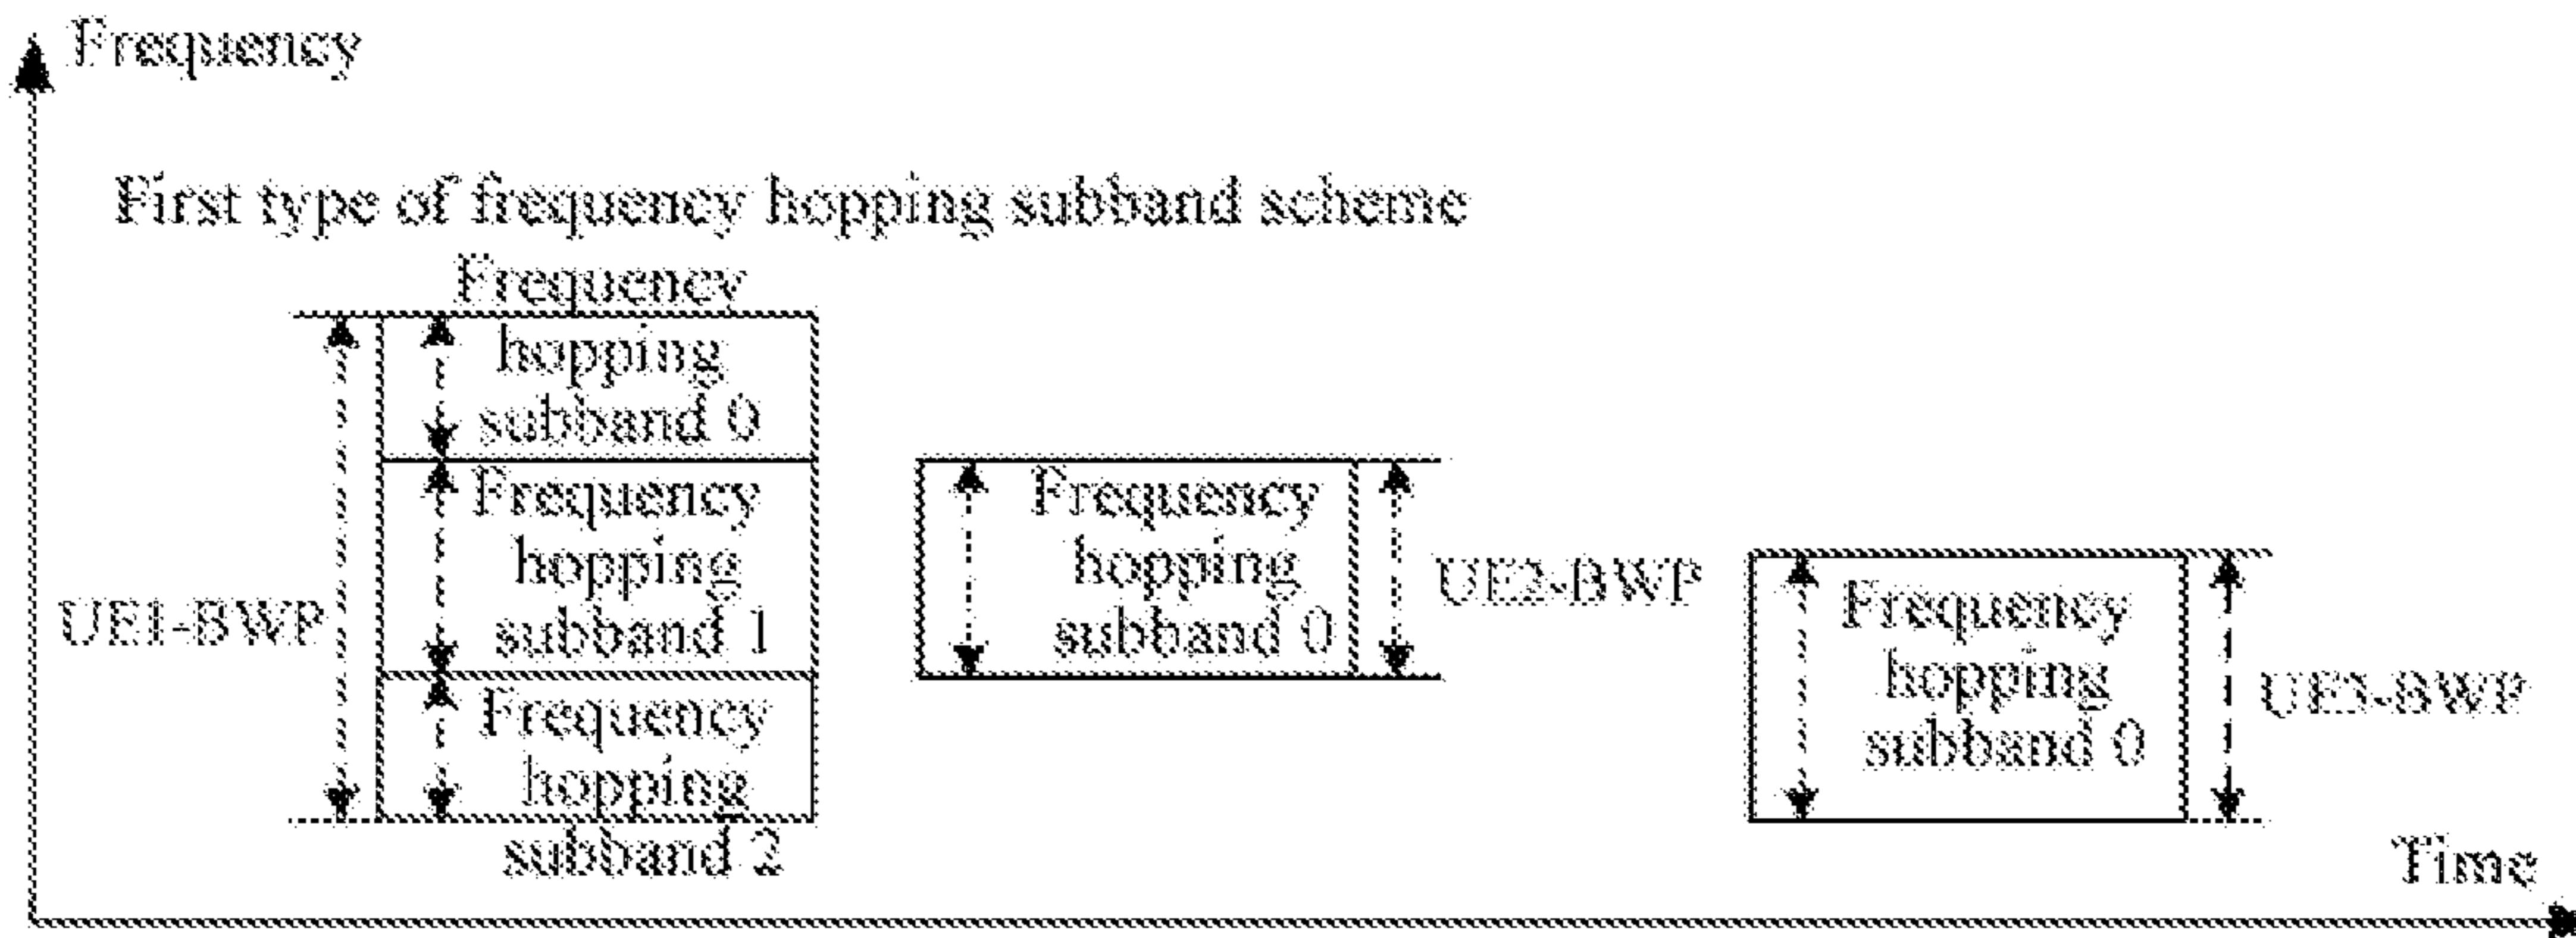 Frequency
First type of frequency hopping subband scheme
Frequency
hopping
subband 0
Frequency
hopping
subband 1
Frequency
hopping
subband 2
UE1-BWP
Frequency
hopping
subband 0
UE2-BWP
Frequency
hopping
subband 0
UE3-BWP
Time